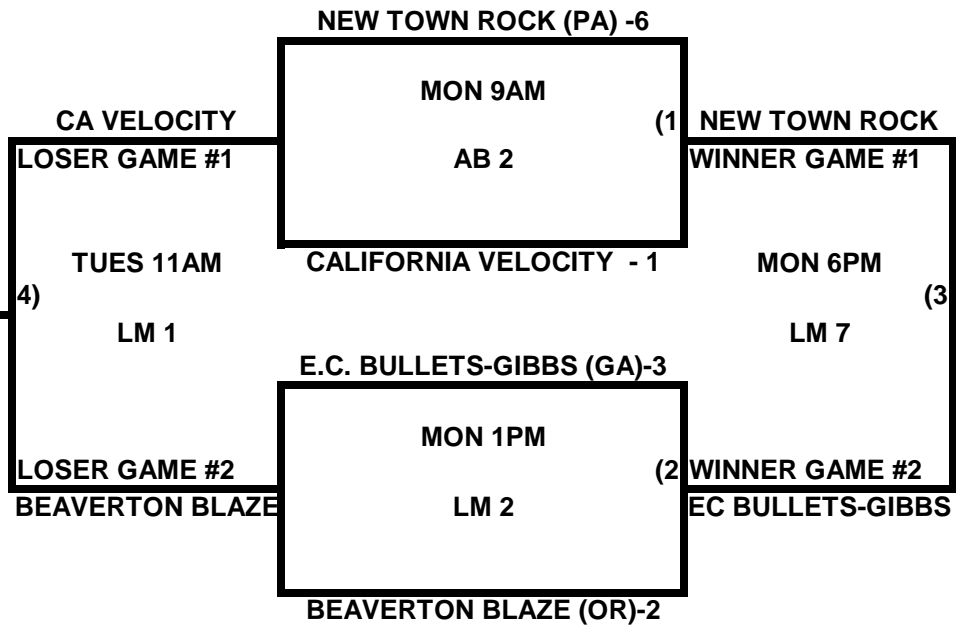 NEW TOWN ROCK (PA) -6
MON 9AM
CA VELOCITY
(1
NEW TOWN ROCK
LOSER GAME #1
AB 2
WINNER GAME #1
TUES 11AM
CALIFORNIA VELOCITY - 1
MON 6PM
4)
(3
LM 1
LM 7
E.C. BULLETS-GIBBS (GA)-3
MON 1PM
LOSER GAME #2
(2
WINNER GAME #2
BEAVERTON BLAZE
LM 2
EC BULLETS-GIBBS
BEAVERTON BLAZE (OR)-2